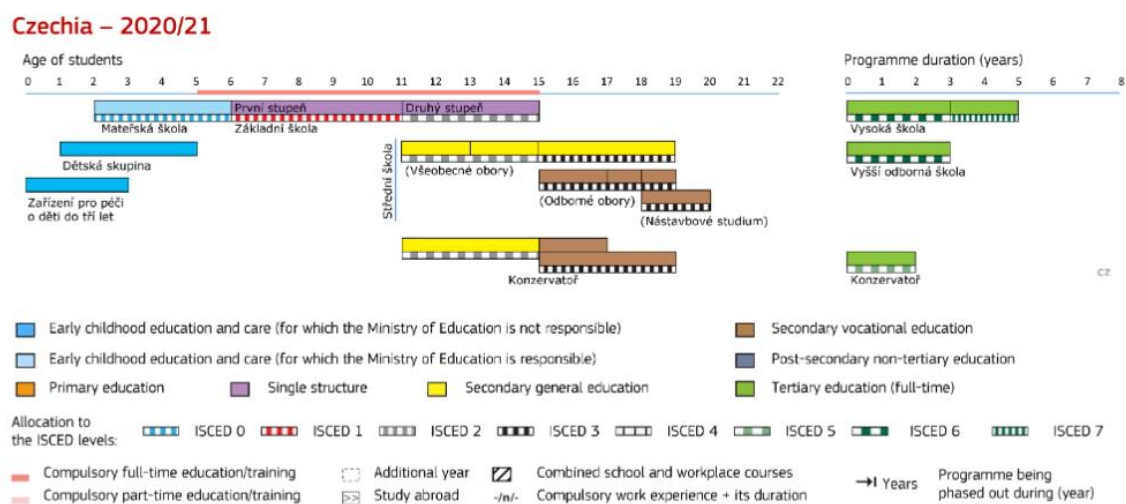 Czechia – 2020/21
Age of students
Programme duration (years)
0 1 2 3 4 5 6 7 8 9 10 11 12 13 14 15 16 17 18 19 20 21 22
0 1 2 3 4 5 6 7 8
První stupeň Druhý stupeň
Mateřská škola Základní škola
Vysoká škola
Dětská skupina
(Všeobecné obory)
Vyšší odborná škola
Střední škola
Zařízení pro péči
o děti do tří let
(Odborné obory)
(Nástavbové studium)
Konzervatoř
Konzervatoř
CZ
Early childhood education and care (for which the Ministry of Education is not responsible)
Secondary vocational education
Early childhood education and care (for which the Ministry of Education is responsible)
Post-secondary non-tertiary education
Primary education Single structure Secondary general education Tertiary education (full-time)
Allocation to
the ISCED levels:
ISCED 0 ISCED 1 ISCED 2 ISCED 3 ISCED 4 ISCED 5 ISCED 6 ISCED 7
Compulsory full-time education/training Additional year Combined school and workplace courses
Years
Programme being
phased out during (year)
Compulsory part-time education/training >> Study abroad -/n/- Compulsory work experience + its duration